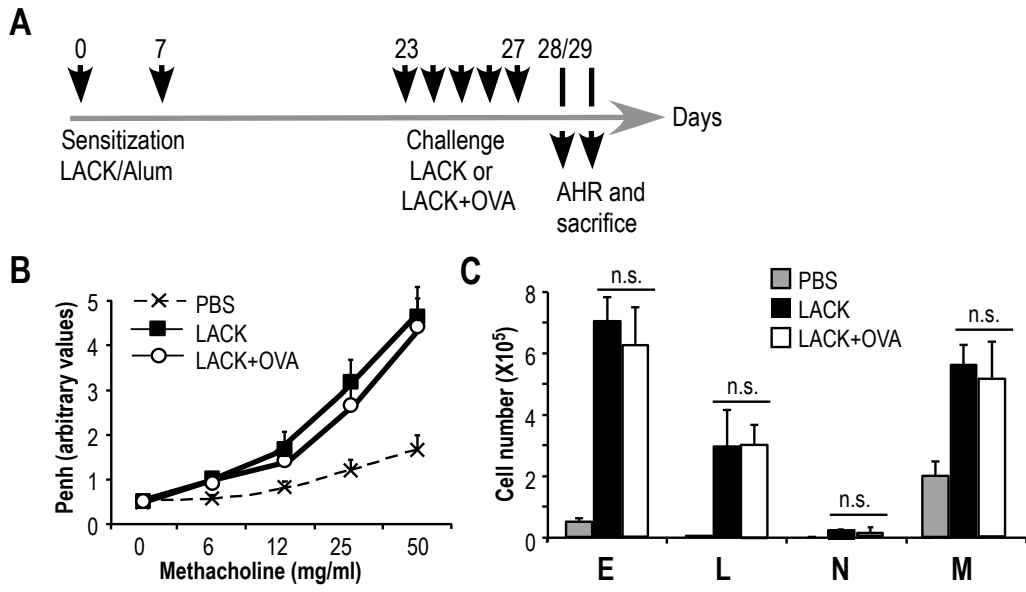 A
0 7 23 27 28/29
Days
Sensitization
LACK/Alum
Challenge
LACK or
LACK+OVA
AHR and
sacrifice
B
Penh (arbitrary values)
5
4
3
2
1
0
PBS
LACK
LACK+OVA
0 6 12 25 50
Methacholine (mg/ml)
C
Cell number (X10⁵)
8
6
4
2
0
n.s.
n.s.
n.s.
n.s.
PBS
LACK
LACK+OVA
E L N M